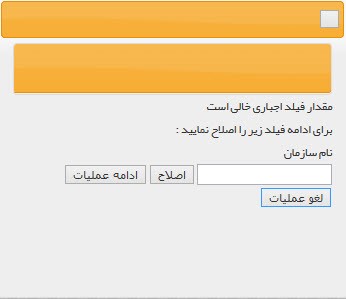 مقدار فیلد اجباری خالی است
برای ادامه فیلد زیر را اصلاح نمایید :
نام سازمان
اصلاح ادامه عملیات
لغو عملیات